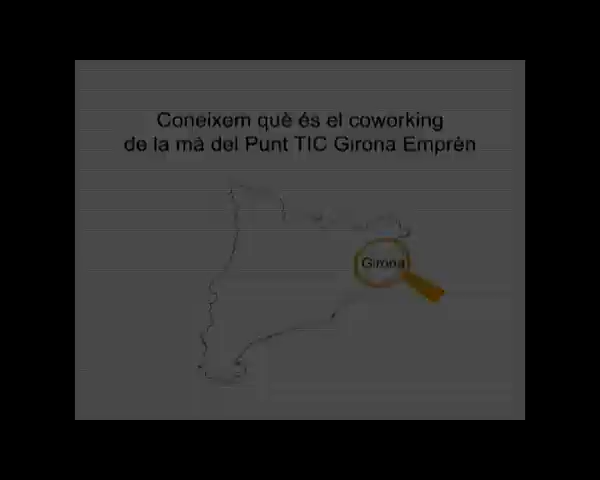 Coneixem què és el coworking
de la mà del Punt TIC Girona Emprèn
Girona